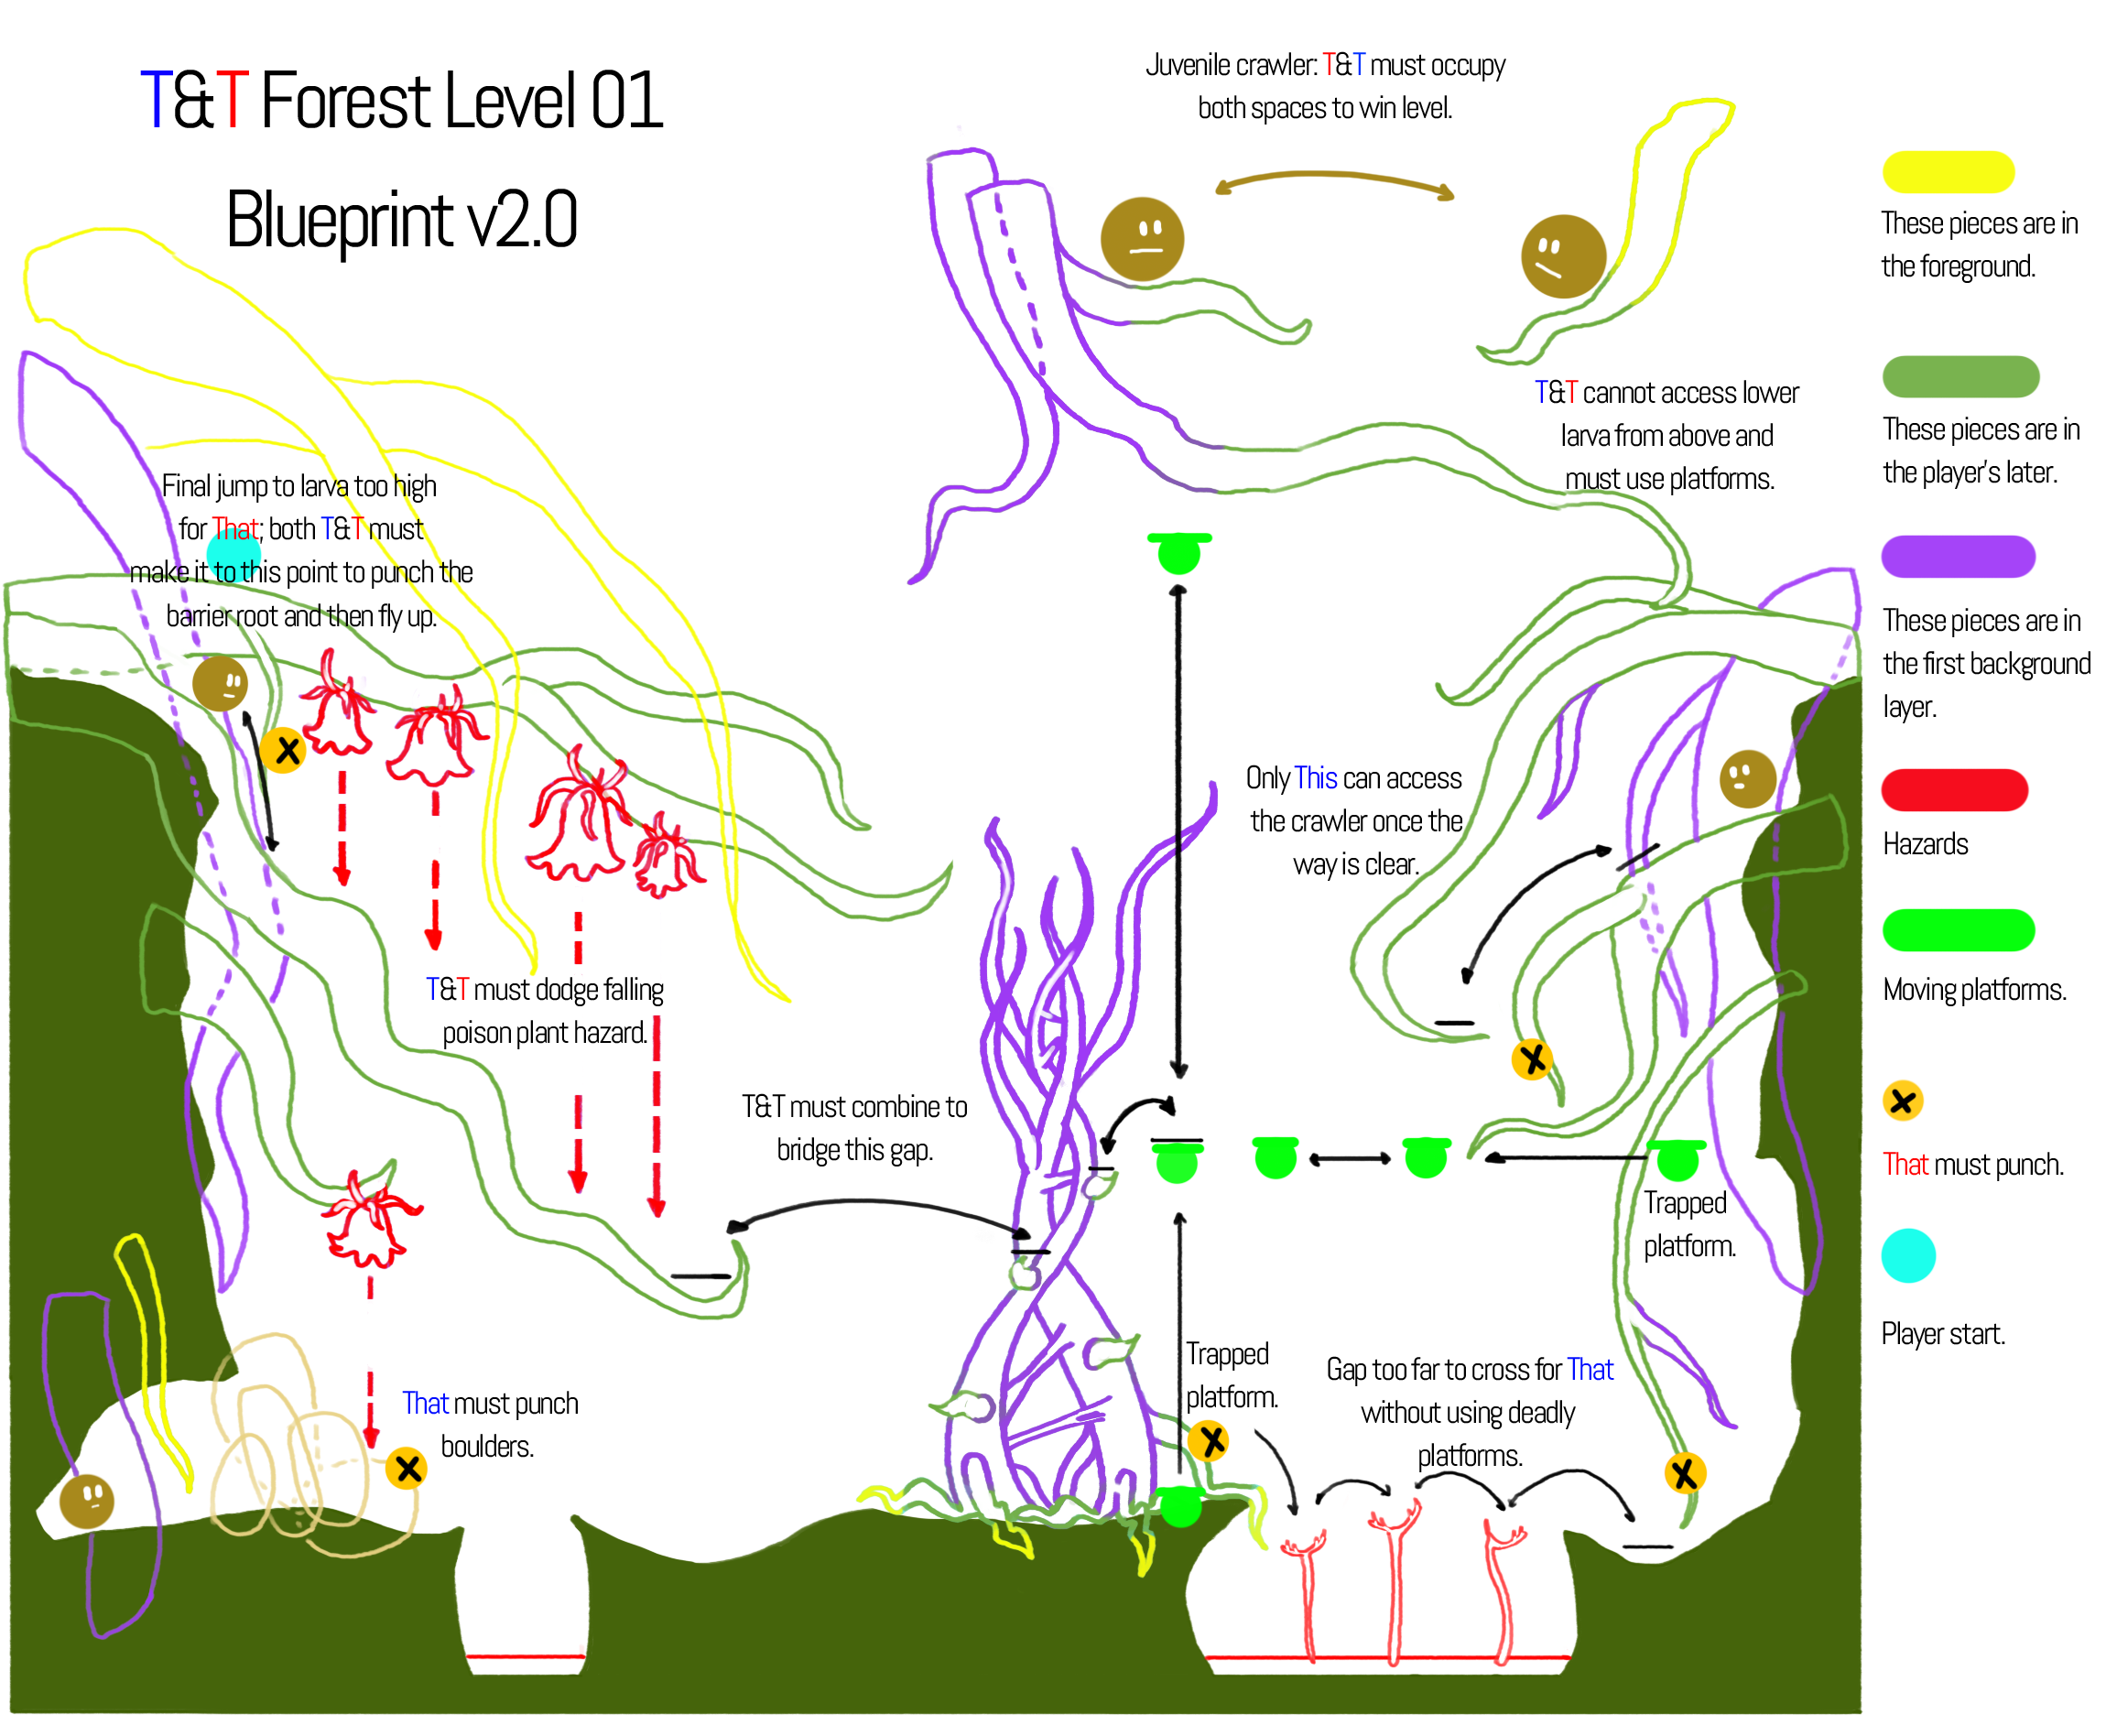 T&T Forest Level 01
Blueprint v2.0
Juvenile crawler: T&T must occupy
both spaces to win level.
These pieces are in
the foreground.
T&T cannot access lower
larva from above and
must use platforms.
These pieces are in
the player's later.
Final jump to larva too high
for That; both T&T must
make it to this point to punch the
barrier root and then fly up.
These pieces are in
the first background
layer.
Only This can access
the crawler once the
way is clear.
Hazards
T&T must dodge falling
poison plant hazard.
Moving platforms.
T&T must combine to
bridge this gap.
That must punch.
Trapped
platform.
Trapped
platform.
Gap too far to cross for That
without using deadly
platforms.
That must punch
boulders.
Player start.